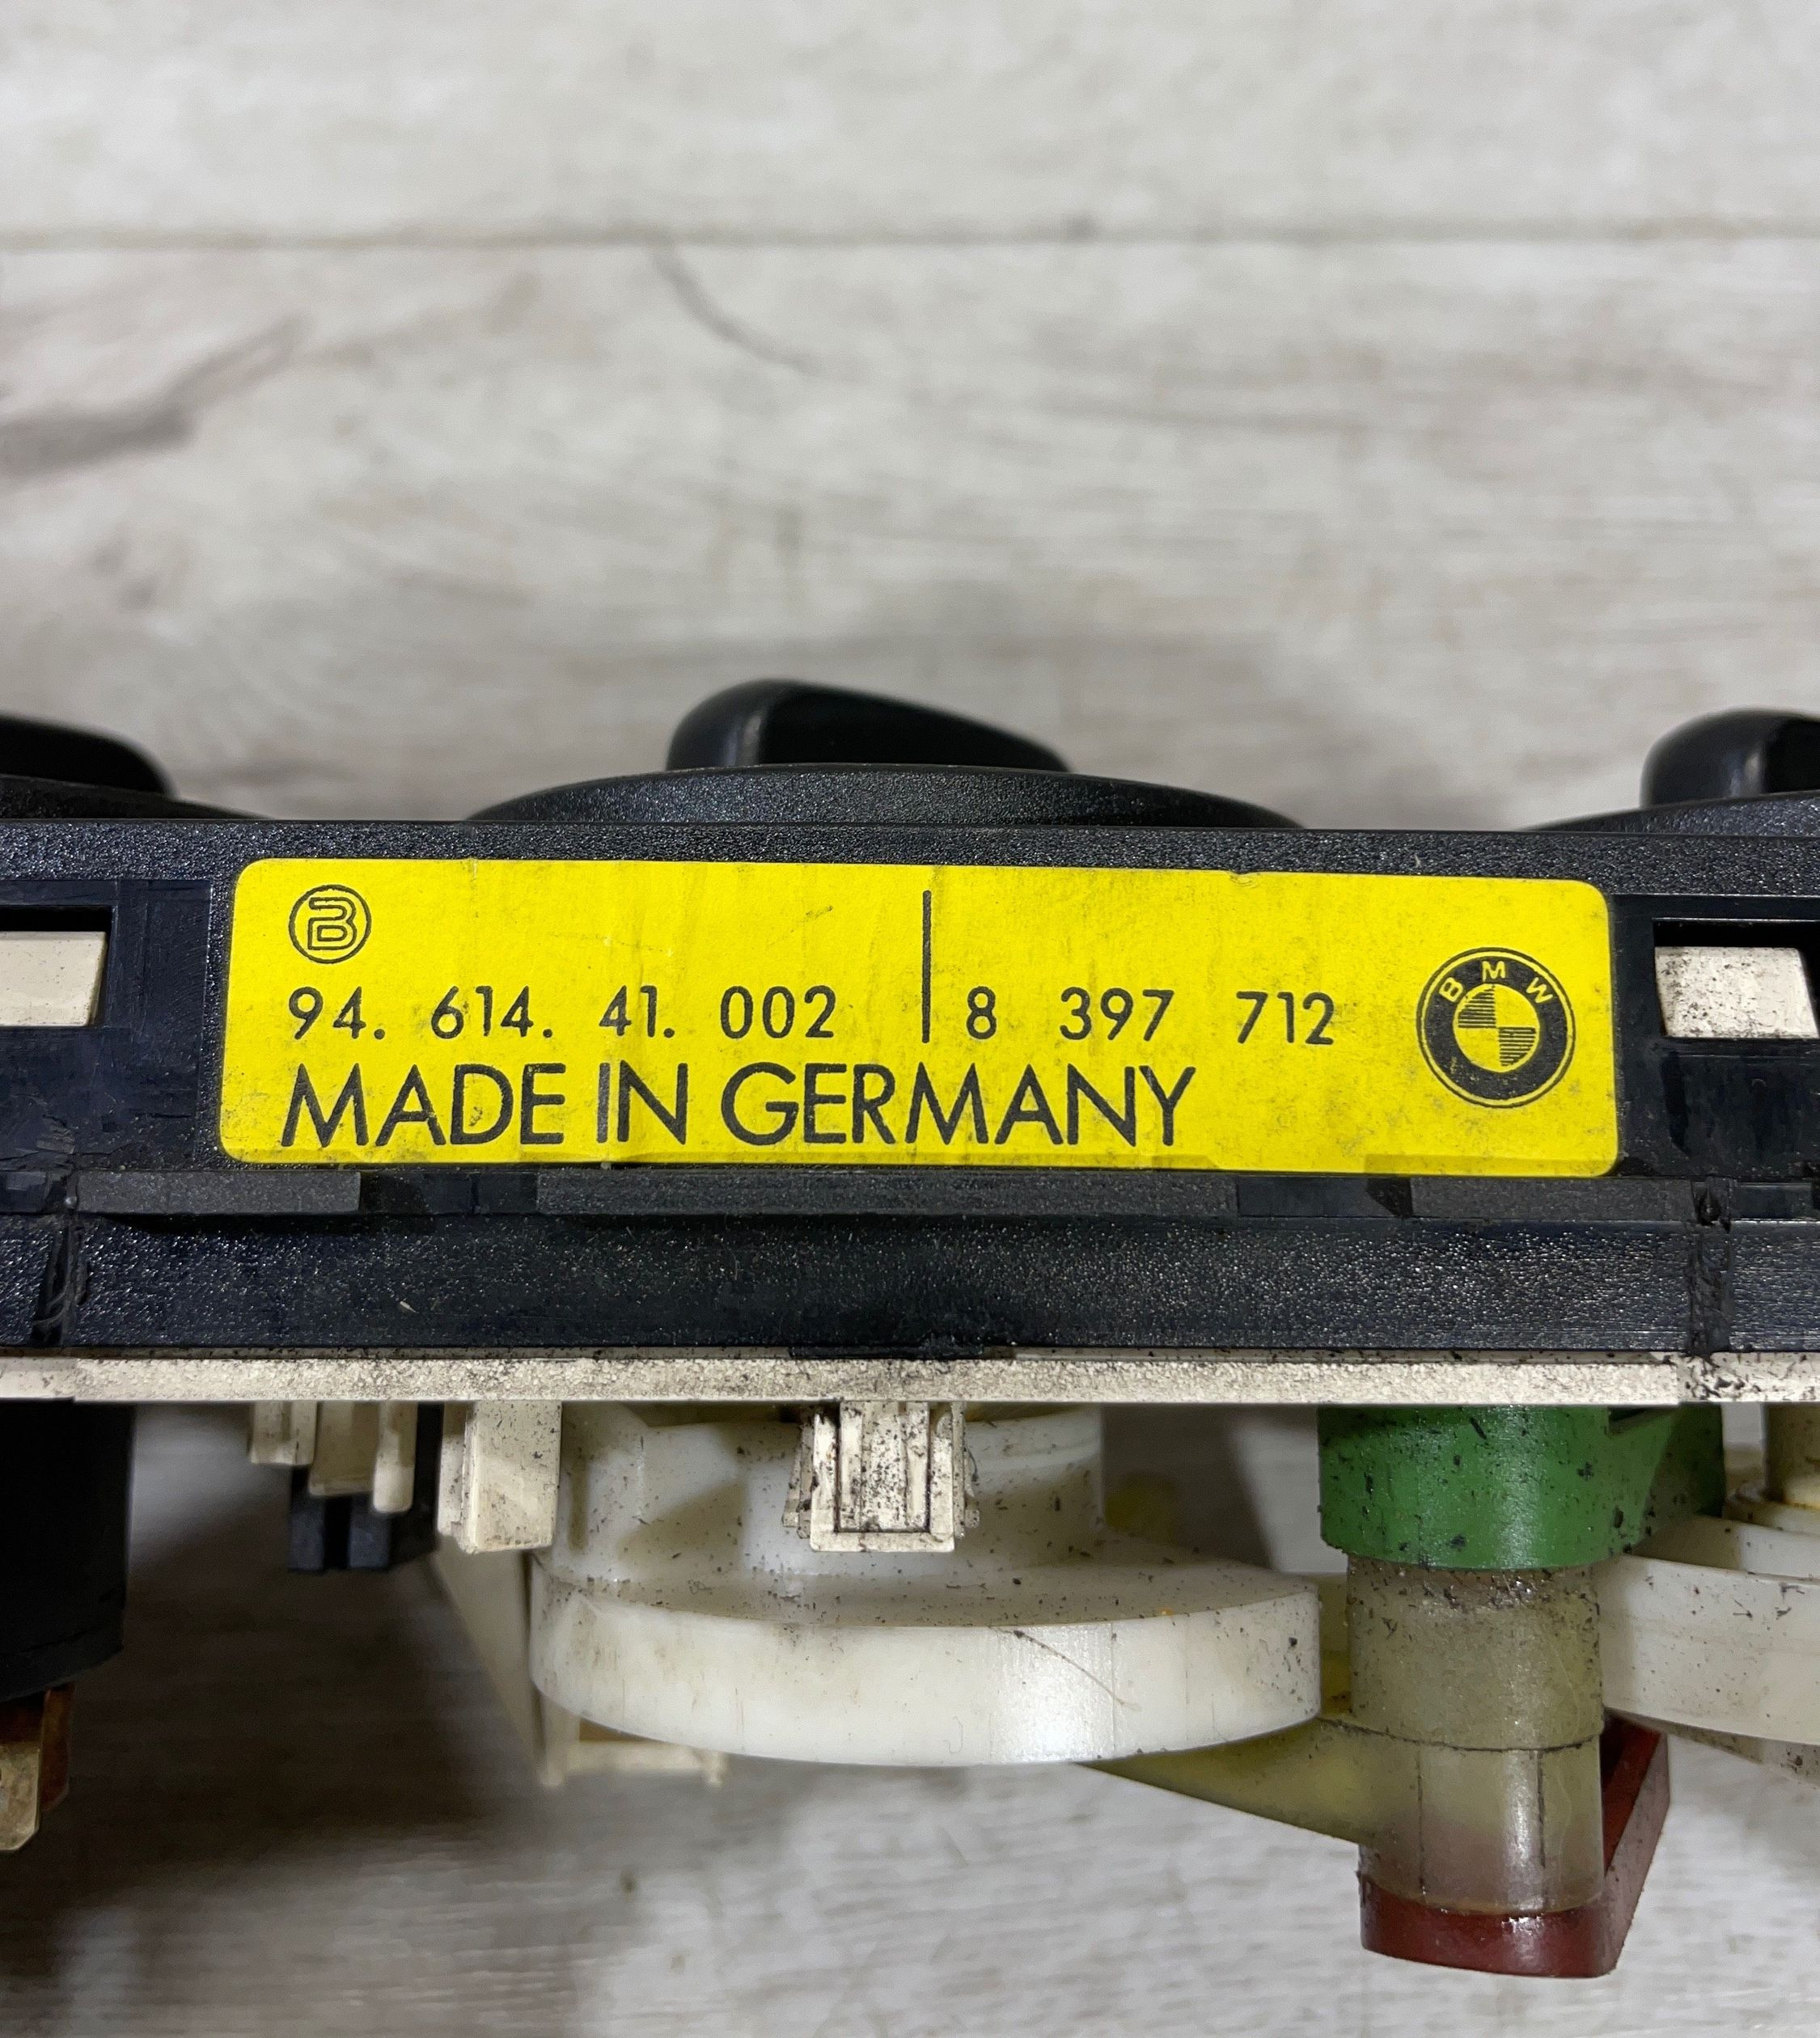 B
94. 614. 41. 002 | 8 397 712
BMW
MADE IN GERMANY